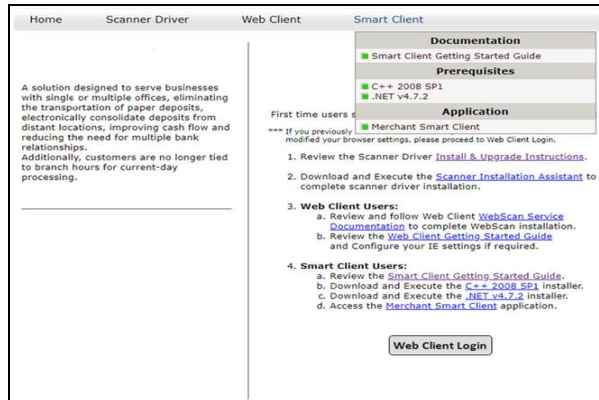 Home Scanner Driver Web Client Smart Client
Documentation
Smart Client Getting Started Guide
Prerequisites
C++ 2008 SP1
.NET v4.7.2
Application
Merchant Smart Client
A solution designed to serve businesses
with single or multiple offices, eliminating
the transportation of paper deposits,
electronically consolidate deposits from
distant locations, improving cash flow and
reducing the need for multiple bank
relationships.
Additionally, customers are no longer tied
to branch hours for current-day
processing.
First time users s
*** If you previously
modified your browser settings, please proceed to Web Client Login.
1. Review the Scanner Driver Install & Upgrade Instructions.
2. Download and Execute the Scanner Installation Assistant to
complete scanner driver installation.
3. Web Client Users:
a. Review and follow Web Client WebScan Service
Documentation to complete WebScan installation.
b. Review the Web Client Getting Started Guide
and Configure your IE settings if required.
4. Smart Client Users:
a. Review the Smart Client Getting Started Guide.
b. Download and Execute the C++ 2008 SP1 installer.
c. Download and Execute the .NET v4.7.2 installer.
d. Access the Merchant Smart Client application.
Web Client Login